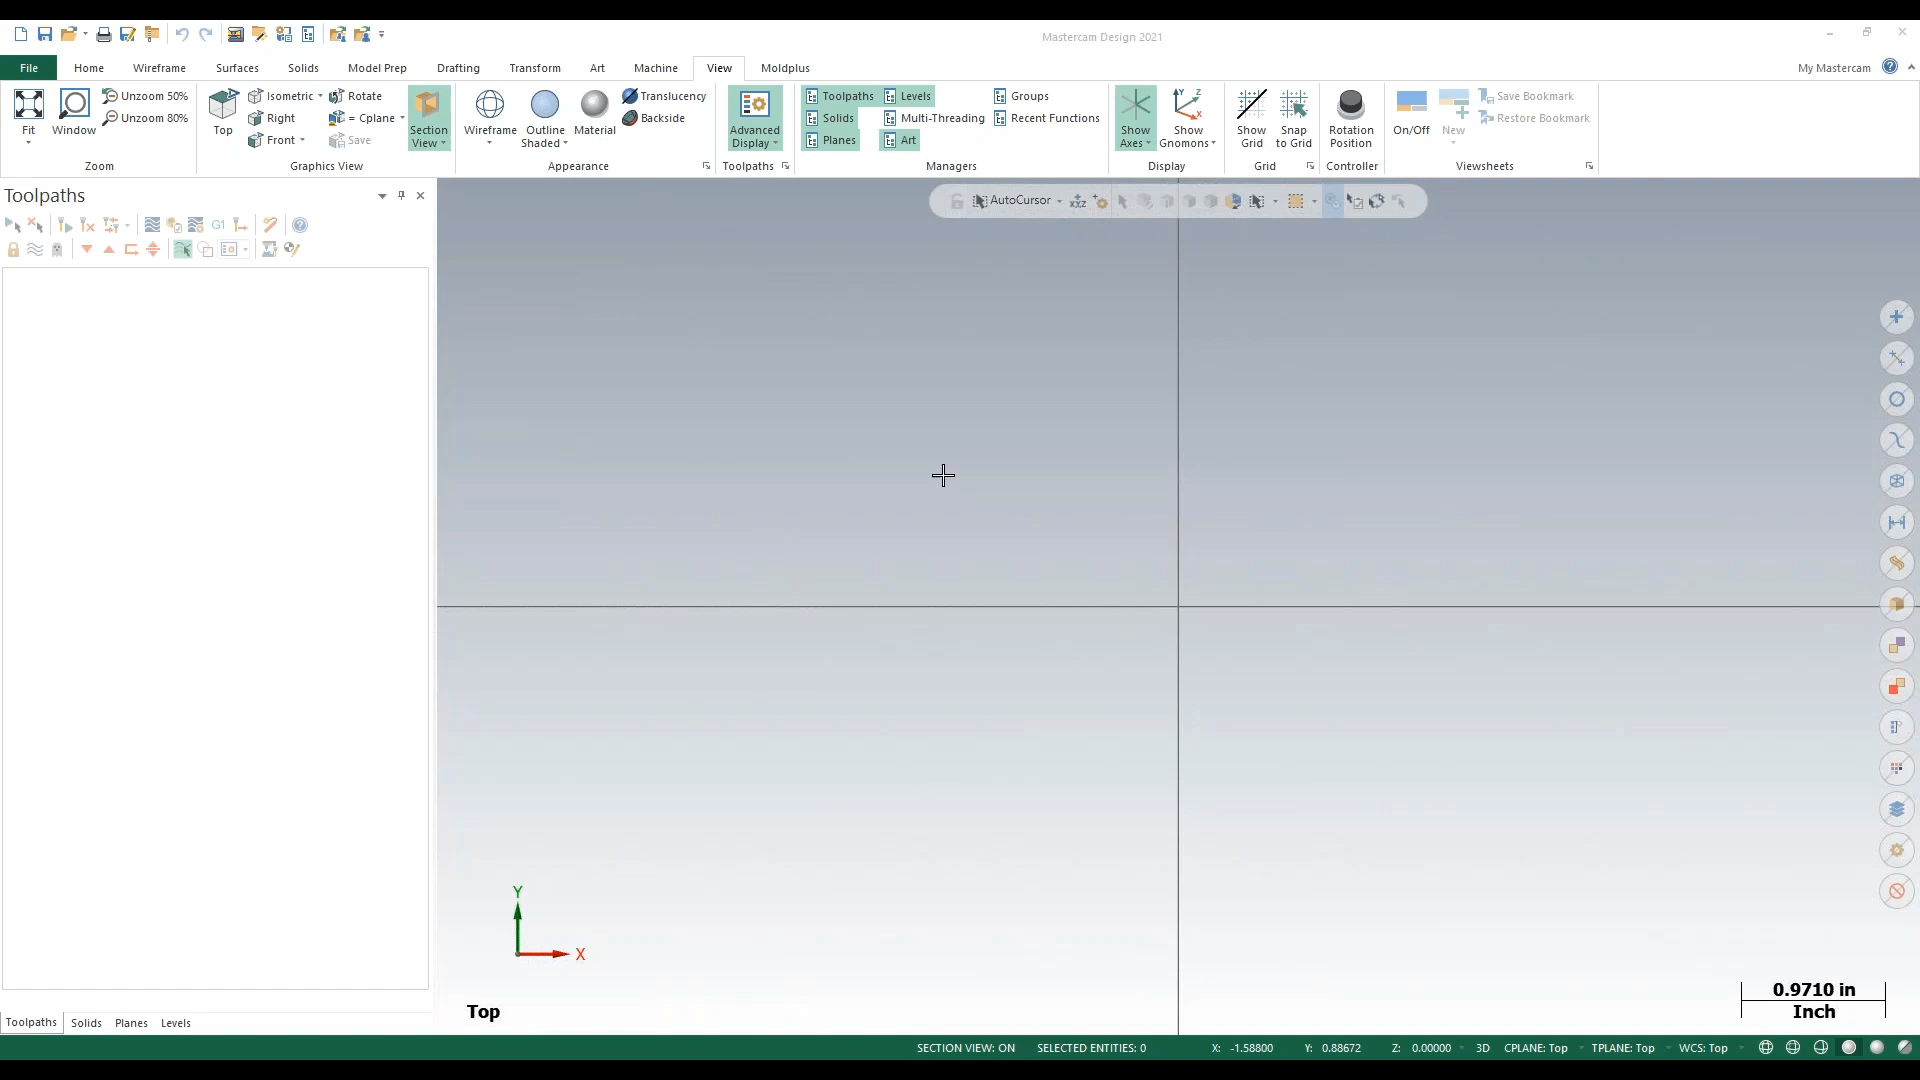 Mastercam Design 2021
File Home Wireframe Surfaces Solids Model Prep Drafting Transform Art Machine View Moldplus My Mastercam
Fit
Window
Unzoom 50%
Unzoom 80%
Zoom
Top
Isometric
Right
Front
Rotate
= Cplane
Save
Section View
Graphics View
Wireframe
Outline Shaded
Material
Translucency
Backside
Appearance
Advanced Display
Toolpaths
Toolpaths
Solids
Planes
Levels
Multi-Threading
Art
Groups
Recent Functions
Managers
Show Axes
Show Gnomons
Display
Show Grid
Snap to Grid
Grid
Rotation Position
Controller
On/Off
New
Save Bookmark
Restore Bookmark
Viewsheets
Toolpaths
G1
AutoCursor
XYZ
Y
X
Top
0.9710 in
Inch
Toolpaths Solids Planes Levels
SECTION VIEW: ON SELECTED ENTITIES: 0 X: -1.58800 Y: 0.88672 Z: 0.00000 3D CPLANE: Top TPLANE: Top WCS: Top